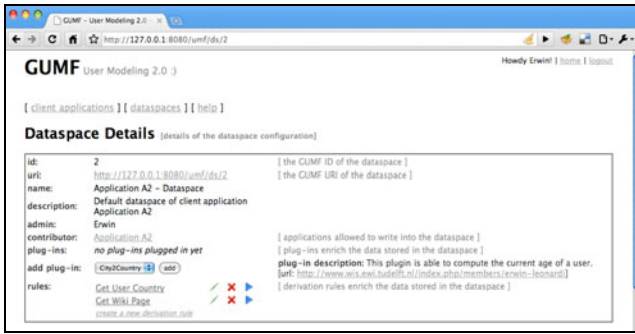 GUMF - User Modeling 2.0 -
http://127.0.0.1:8080/umf/ds/2
GUMF User Modeling 2.0 :)
Howdy Erwin! | home | logout
[ client applications ] [ dataspaces ] [ help ]
Dataspace Details [details of the dataspace configuration]
id: 2 [ the GUMF ID of the dataspace ]
uri: http://127.0.0.1:8080/umf/ds/2 [ the GUMF URI of the dataspace ]
name: Application A2 - Dataspace
description: Default dataspace of client application
Application A2
admin: Erwin
contributor: Application A2 [ applications allowed to write into the dataspace ]
plug-ins: no plug-ins plugged in yet [ plug-ins enrich the data stored in the dataspace ]
add plug-in: City2Country add plug-in description: This plugin is able to compute the current age of a user.
[url: http://www.wis.ewi.tudelft.nl/index.php/members/erwin-leonardi]
rules: Get User Country [ derivation rules enrich the data stored in the dataspace ]
Get Wiki Page
create a new derivation rule